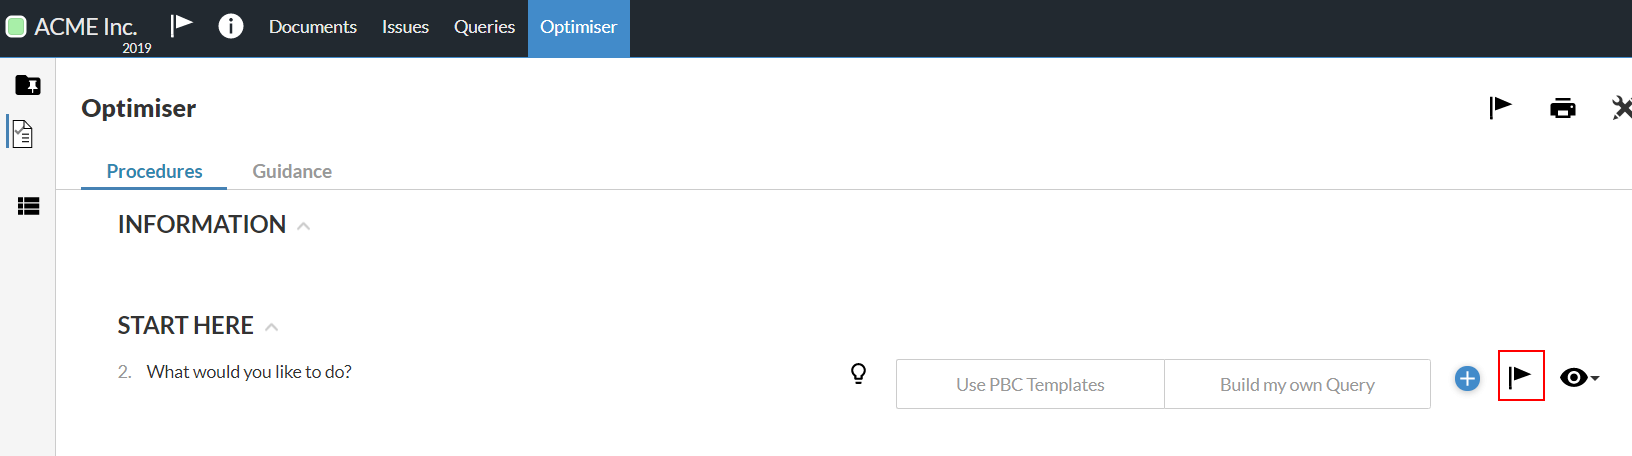 ACME Inc. Documents Issues Queries Optimiser
2019
Optimiser
Procedures Guidance
INFORMATION
START HERE
2. What would you like to do? Use PBC Templates Build my own Query